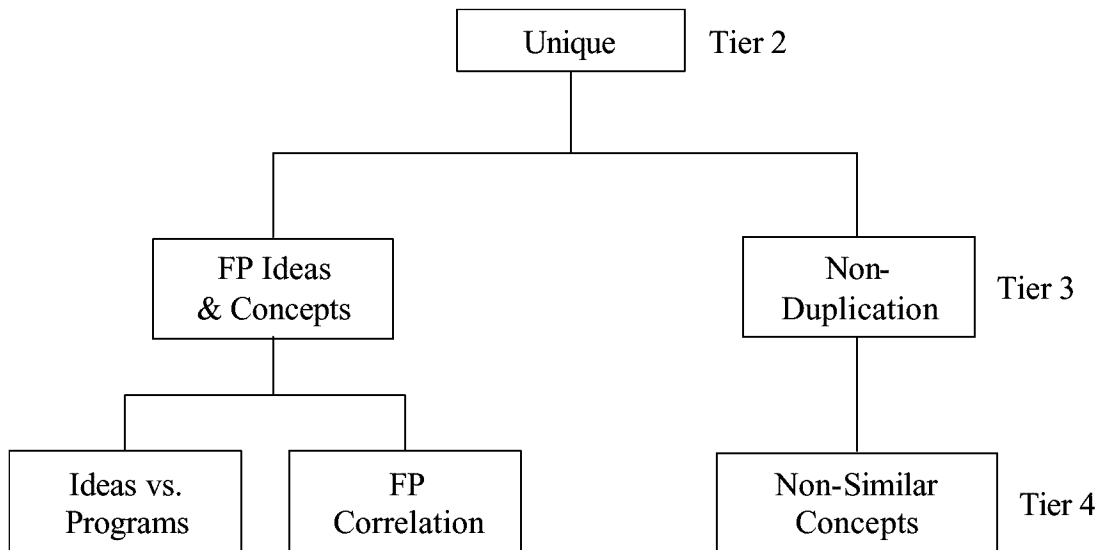 Unique
Tier 2
FP Ideas
& Concepts
Non-
Duplication
Tier 3
Ideas vs.
Programs
FP
Correlation
Non-Similar
Concepts
Tier 4